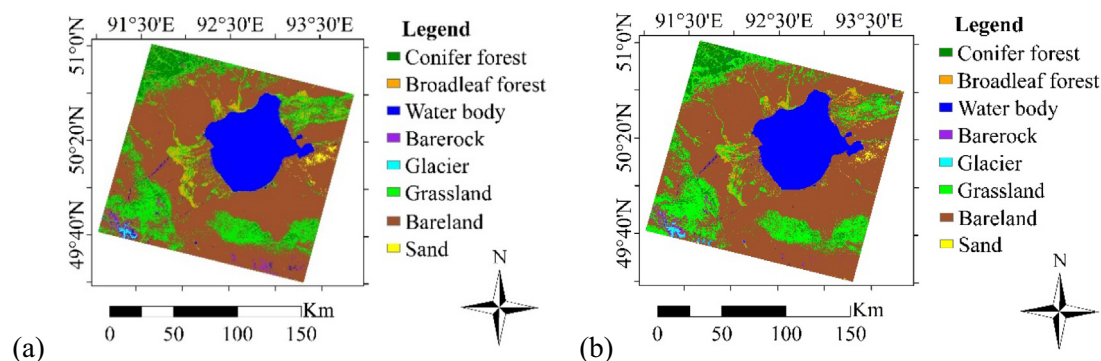 91°30'E 92°30'E 93°30'E
51°0'N
50°20'N
49°40'N
Legend
Conifer forest
Broadleaf forest
Water body
Barerock
Glacier
Grassland
Bareland
Sand
N
Km
0 50 100 150
(a)
91°30'E 92°30'E 93°30'E
51°0'N
50°20'N
49°40'N
Legend
Conifer forest
Broadleaf forest
Water body
Barerock
Glacier
Grassland
Bareland
Sand
N
Km
0 50 100 150
(b)